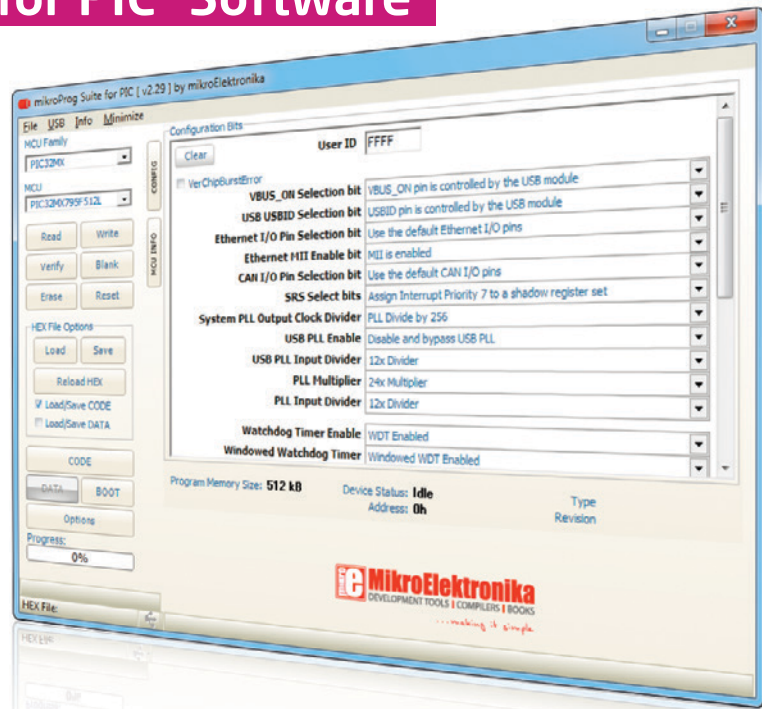 for PIC® Software
mikroProg Suite for PIC [ v2.29 ] by mikroElektronika
File USB Info Minimize
MCU Family
PIC32MX
MCU
PIC32MX795F512L
Read Write
Verify Blank
Erase Reset
HEX File Options
Load Save
Reload HEX
Load/Save CODE
Load/Save DATA
CODE
DATA BOOT
Options
Progress:
0%
HEX File:
CONFIG
MCU INFO
Configuration Bits
Clear
User ID FFFF
VerChipBurstError
VBUS_ON Selection bit VBUS_ON pin is controlled by the USB module
USB USBID Selection bit USBID pin is controlled by the USB module
Ethernet I/O Pin Selection bit Use the default Ethernet I/O pins
Ethernet MII Enable bit MII is enabled
CAN I/O Pin Selection bit Use the default CAN I/O pins
SRS Select bits Assign Interrupt Priority 7 to a shadow register set
System PLL Output Clock Divider PLL Divide by 256
USB PLL Enable Disable and bypass USB PLL
USB PLL Input Divider 12x Divider
PLL Multiplier 24x Multiplier
PLL Input Divider 12x Divider
Watchdog Timer Enable WDT Enabled
Windowed Watchdog Timer Windowed WDT Enabled
Program Memory Size: 512 kB
Device Status: Idle
Address: 0h
Type
Revision
MikroElektronika
DEVELOPMENT TOOLS | COMPILERS | BOOKS
...making it simple